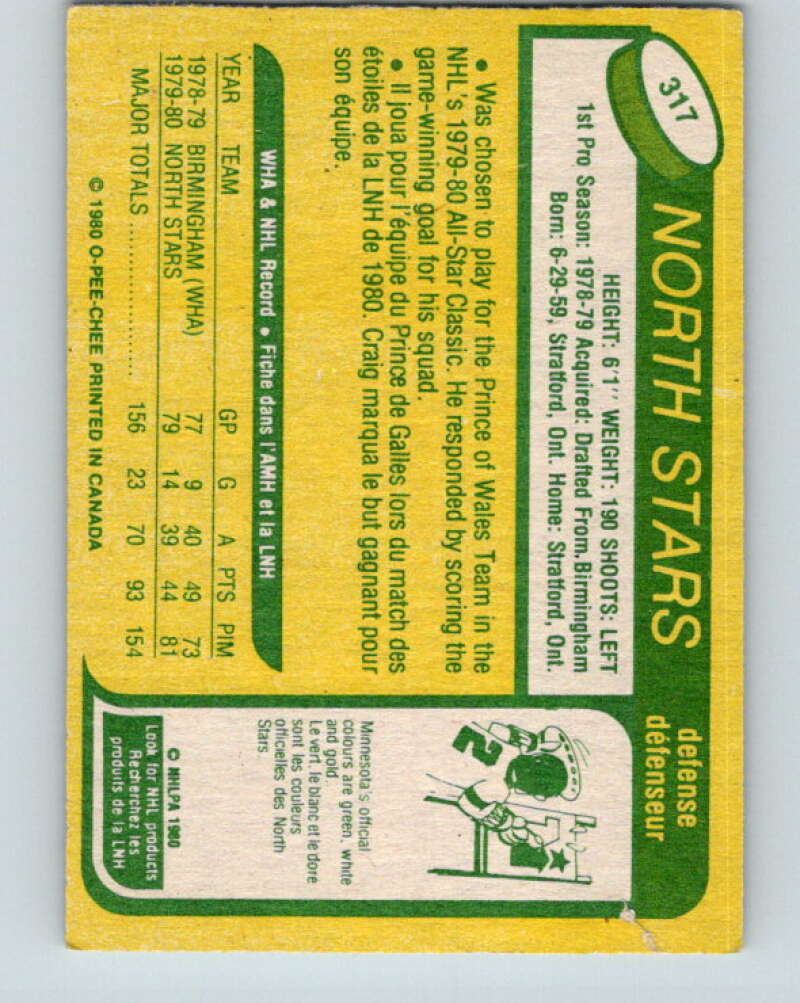 317
NORTH STARS
defense
défenseur
HEIGHT: 6'1" WEIGHT: 190 SHOOTS: LEFT
1st Pro Season: 1978-79 Acquired: Drafted From Birmingham
Born: 6-29-59, Stratford, Ont. Home: Stratford, Ont.
• Was chosen to play for the Prince of Wales Team in the
NHL's 1979-80 All-Star Classic. He responded by scoring the
game-winning goal for his squad.
• Il joua pour l'équipe du Prince de Galles lors du match des
étoiles de la LNH de 1980. Craig marqua le but gagnant pour
son équipe.
WHA & NHL Record • Fiche dans l'AMH et la LNH
YEAR TEAM GP G A PTS PIM
1978-79 BIRMINGHAM (WHA) 77 9 40 49 73
1979-80 NORTH STARS 79 14 39 44 81
MAJOR TOTALS .................... 156 23 70 93 154
© 1980 O-PEE-CHEE PRINTED IN CANADA
2
Minnesota's official
colours are green, white
and gold.
Le vert, le blanc et le doré
sont les couleurs
officielles des North
Stars.
© NHLPA 1980
Look for NHL products
Recherchez les
produits de la LNH